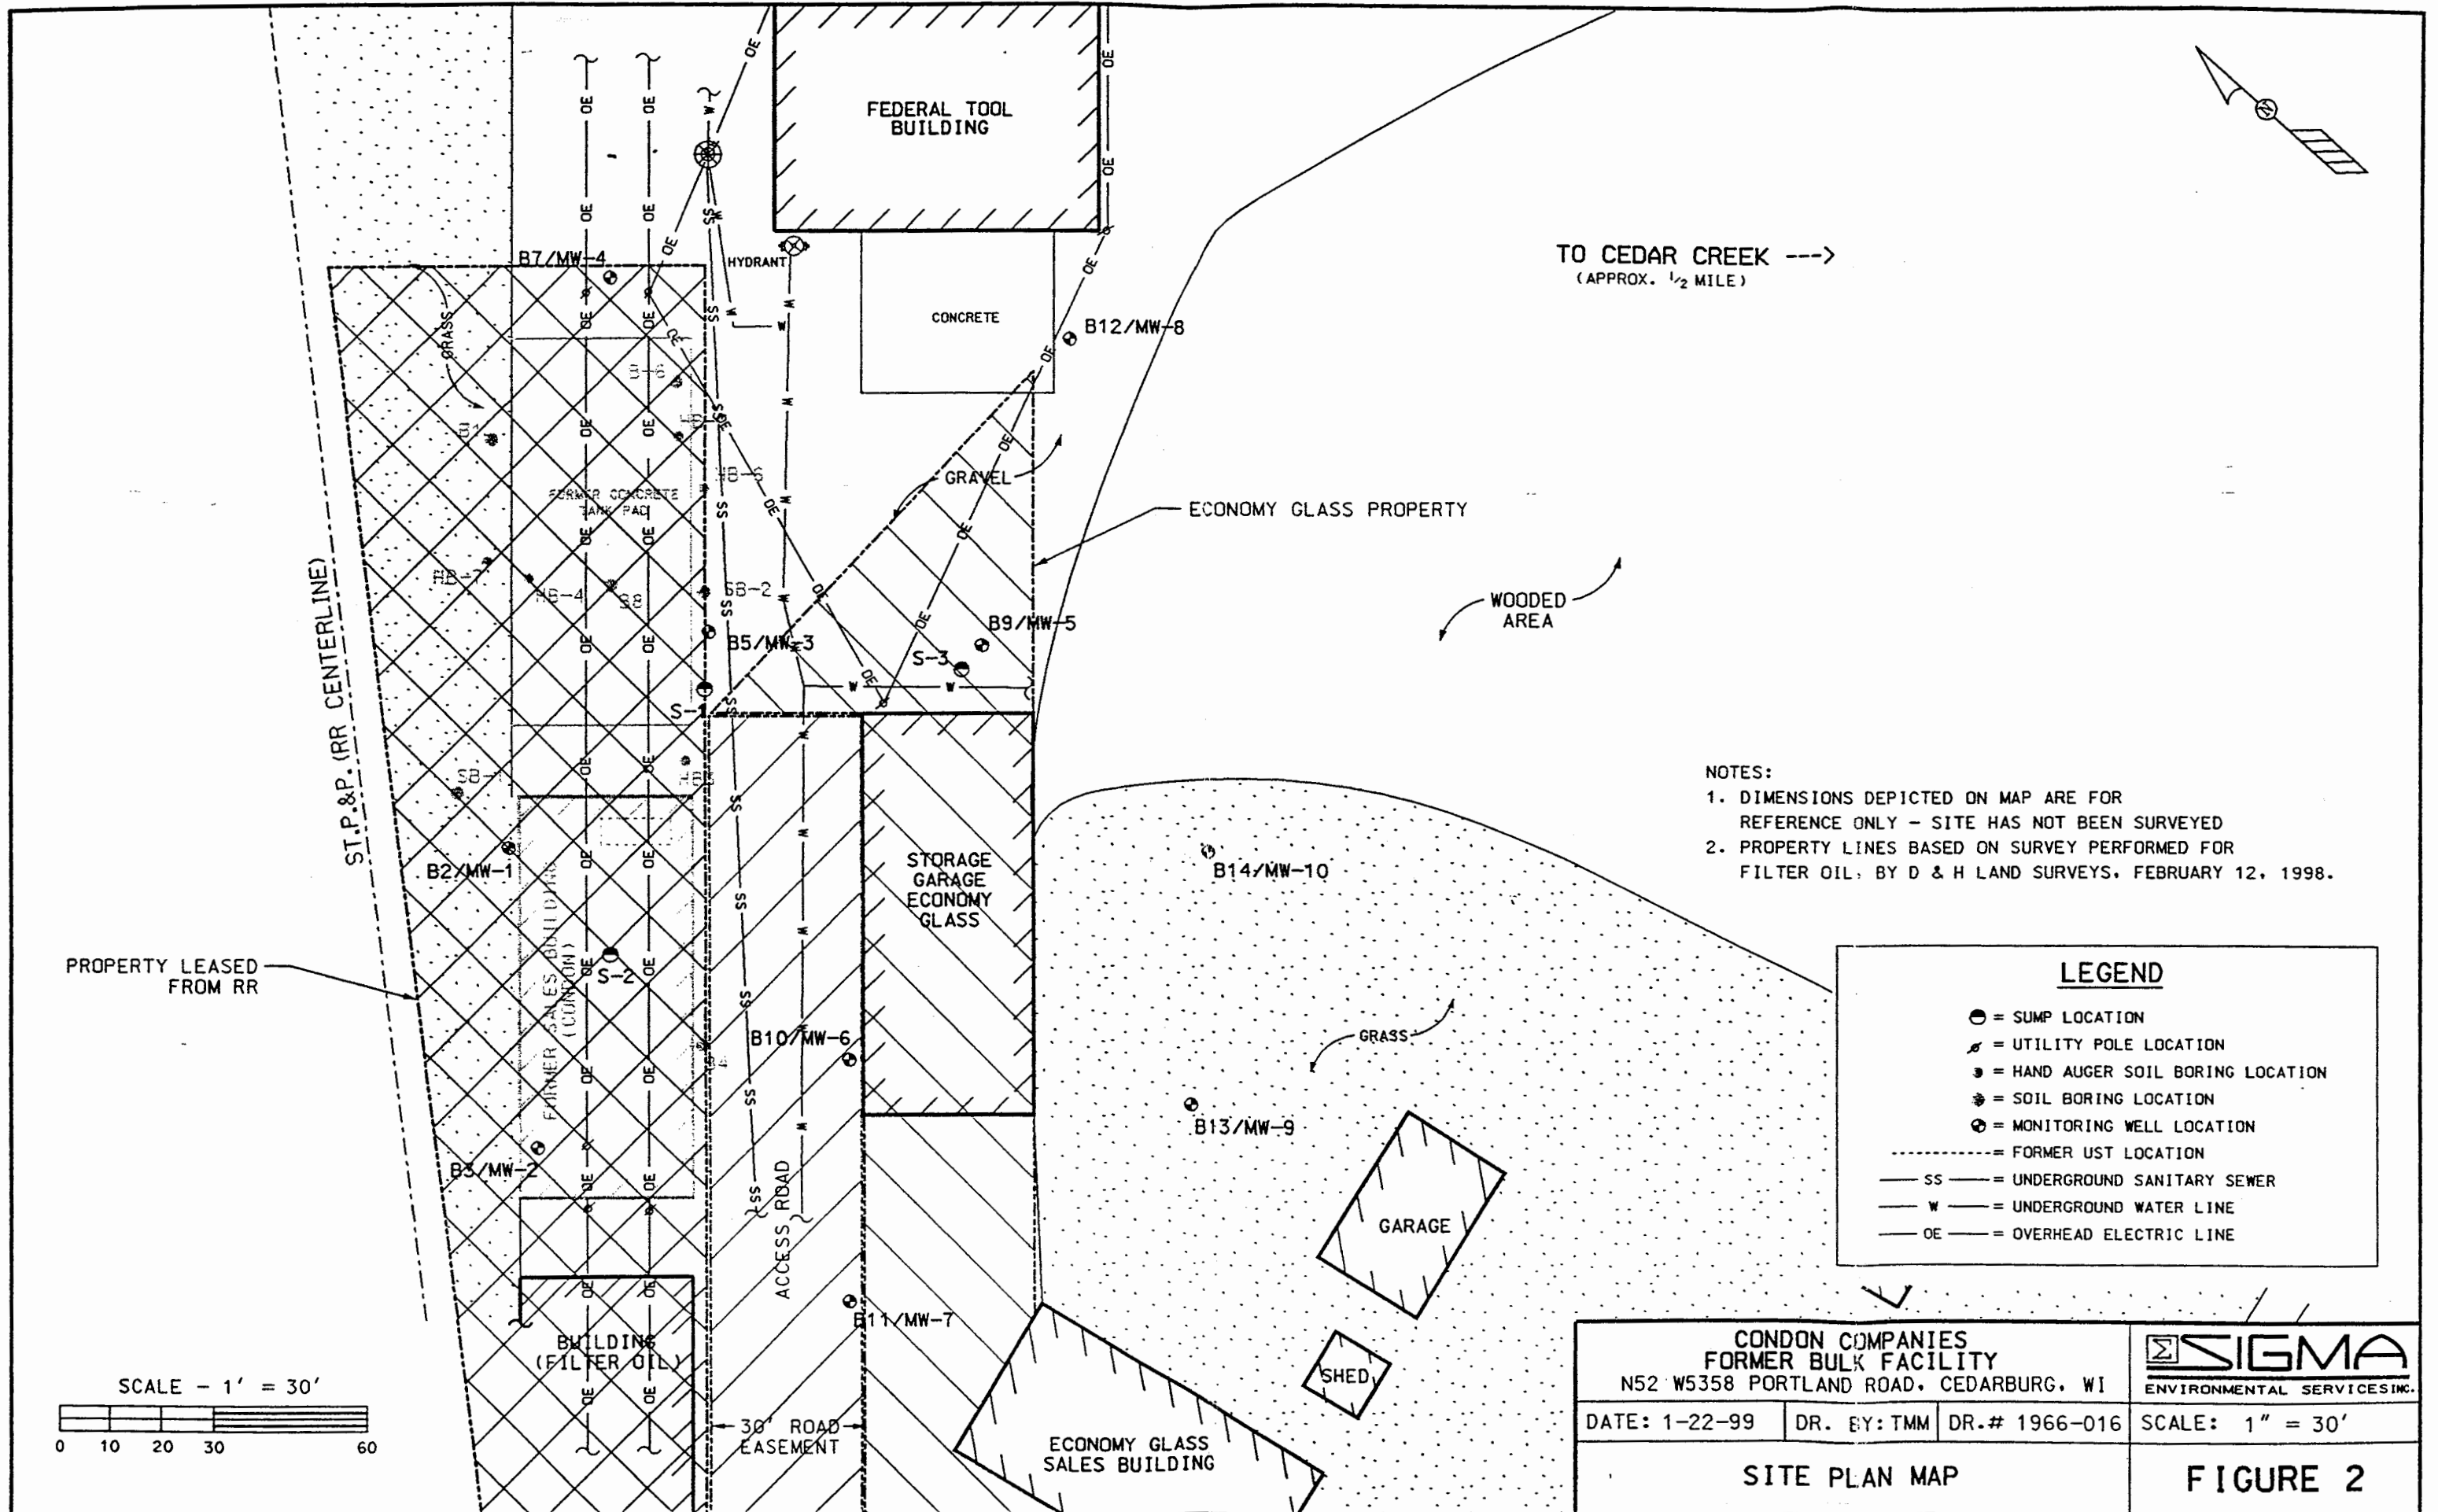 FEDERAL TOOL
BUILDING
TO CEDAR CREEK --->
(APPROX. 1/2 MILE)
B7/MW-4
HYDRANT
CONCRETE
B12/MW-8
GRASS
GRAVEL
ECONOMY GLASS PROPERTY
FORMER CONCRETE
TANK PAD
SB-2
B8
WOODED
AREA
B9/MW-5
B5/MW-3
S-3
S-1
ST.P.&P. (RR CENTERLINE)
NOTES:
1. DIMENSIONS DEPICTED ON MAP ARE FOR
REFERENCE ONLY - SITE HAS NOT BEEN SURVEYED
2. PROPERTY LINES BASED ON SURVEY PERFORMED FOR
FILTER OIL, BY D & H LAND SURVEYS, FEBRUARY 12, 1998.
B2/MW-1
STORAGE
GARAGE
ECONOMY
GLASS
B14/MW-10
FORMER SALES BUILDING
(CONDON)
S-2
PROPERTY LEASED
FROM RR
B10/MW-6
GRASS
B13/MW-9
B3/MW-2
ACCESS ROAD
GARAGE
B11/MW-7
BUILDING
(FILTER OIL)
SHED
30' ROAD
EASEMENT
ECONOMY GLASS
SALES BUILDING
OE
SS
W
LEGEND
= SUMP LOCATION
= UTILITY POLE LOCATION
= HAND AUGER SOIL BORING LOCATION
= SOIL BORING LOCATION
= MONITORING WELL LOCATION
----------= FORMER UST LOCATION
—— SS ——= UNDERGROUND SANITARY SEWER
—— W ——= UNDERGROUND WATER LINE
—— OE ——= OVERHEAD ELECTRIC LINE
SCALE - 1' = 30'
0 10 20 30 60
CONDON COMPANIES
FORMER BULK FACILITY
N52 W5358 PORTLAND ROAD, CEDARBURG, WI
Σ SIGMA
ENVIRONMENTAL SERVICES INC.
DATE: 1-22-99 DR. BY: TMM DR.# 1966-016 SCALE: 1" = 30'
SITE PLAN MAP
FIGURE 2